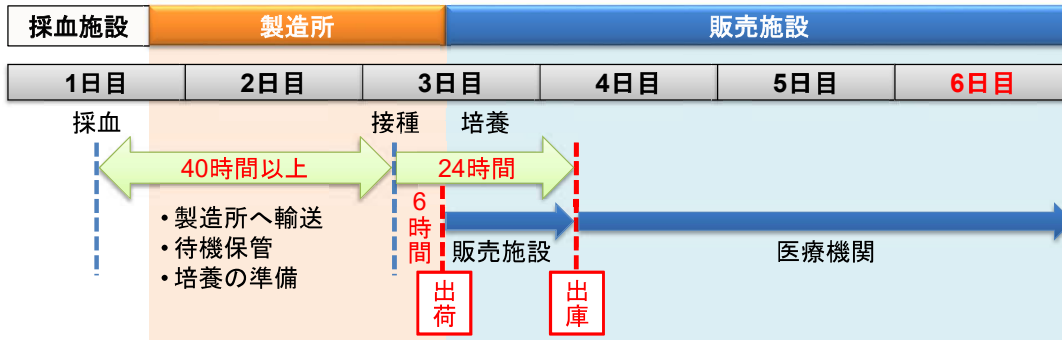 採血施設
製造所
販売施設
1日目
2日目
3日目
4日目
5日目
6日目
採血
接種
培養
40時間以上
24時間
6時間
・製造所へ輸送
・待機保管
・培養の準備
販売施設
医療機関
出荷
出庫